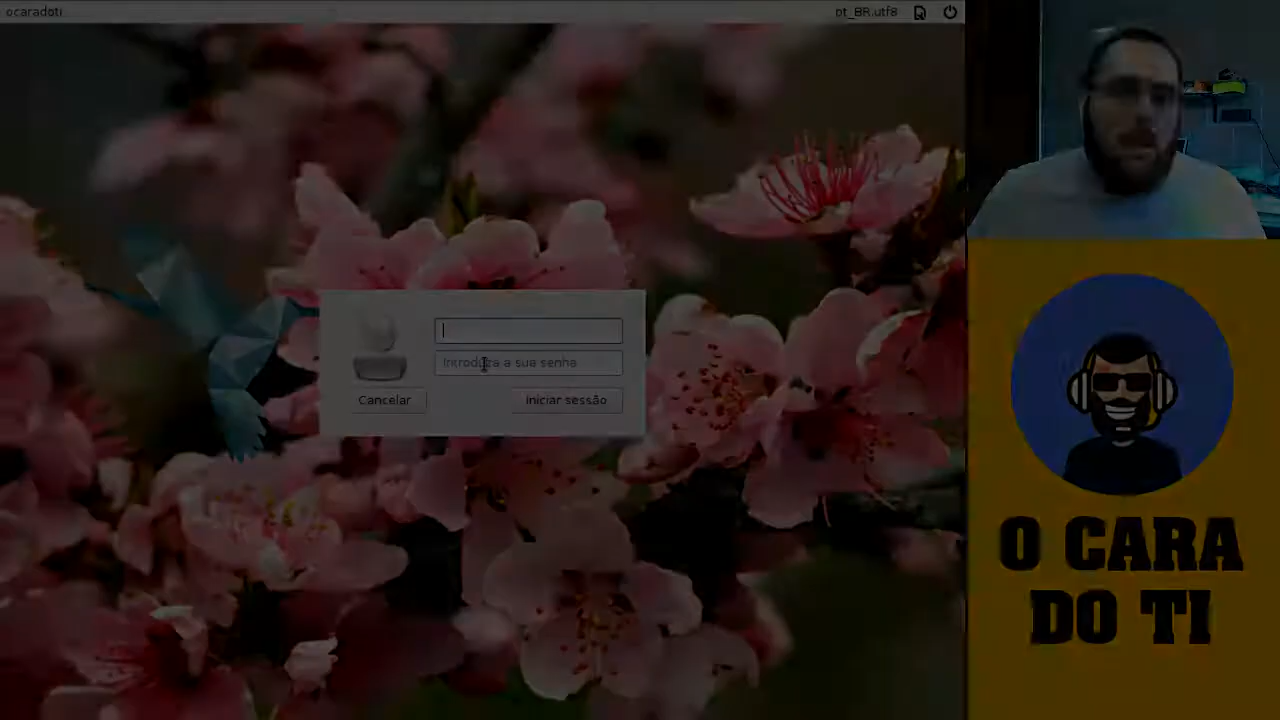 ocaradoti
pt_BR.utf8
Introduza a sua senha
Cancelar
Iniciar sessão
O CARA
DO TI